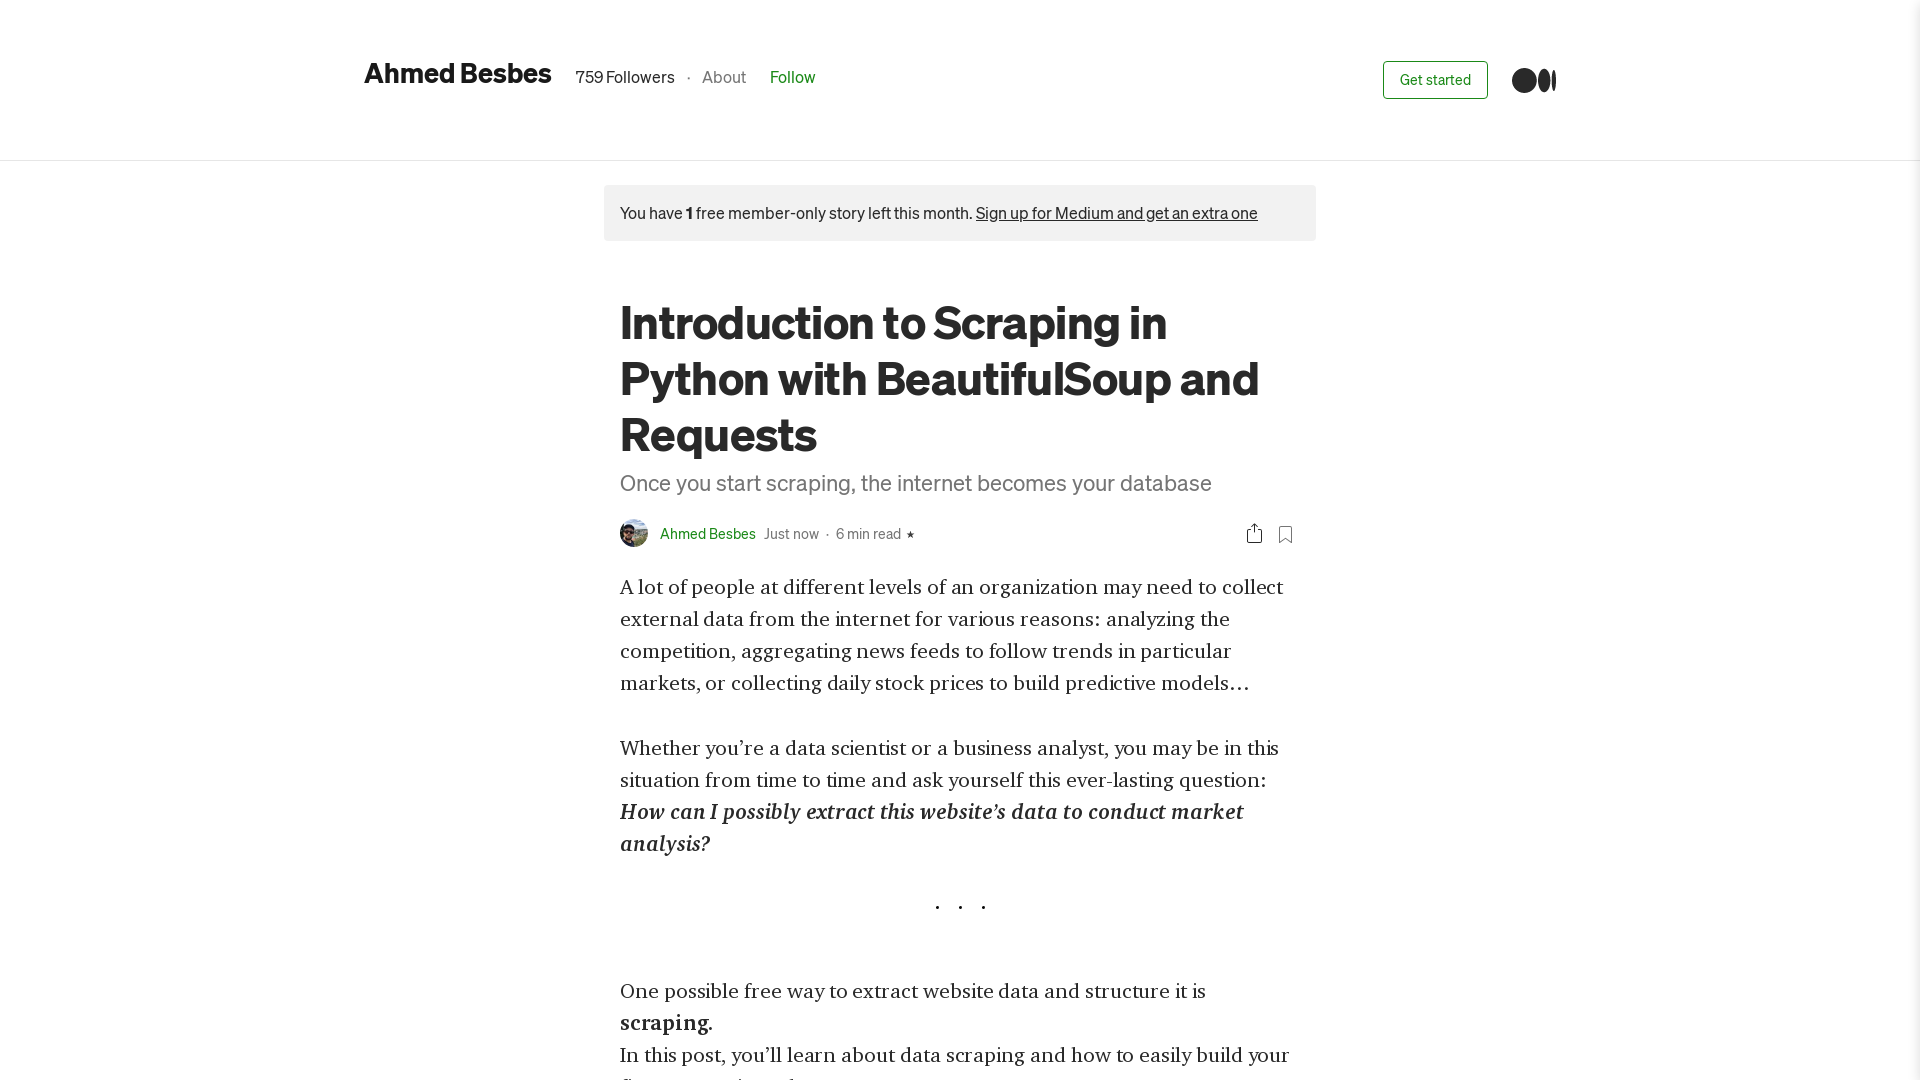 Ahmed Besbes 759 Followers · About Follow Get started
You have 1 free member-only story left this month. Sign up for Medium and get an extra one
Introduction to Scraping in
Python with BeautifulSoup and
Requests
Once you start scraping, the internet becomes your database
Ahmed Besbes Just now · 6 min read ★
A lot of people at different levels of an organization may need to collect
external data from the internet for various reasons: analyzing the
competition, aggregating news feeds to follow trends in particular
markets, or collecting daily stock prices to build predictive models…
Whether you’re a data scientist or a business analyst, you may be in this
situation from time to time and ask yourself this ever-lasting question:
How can I possibly extract this website’s data to conduct market
analysis?
. . .
One possible free way to extract website data and structure it is
scraping.
In this post, you’ll learn about data scraping and how to easily build your